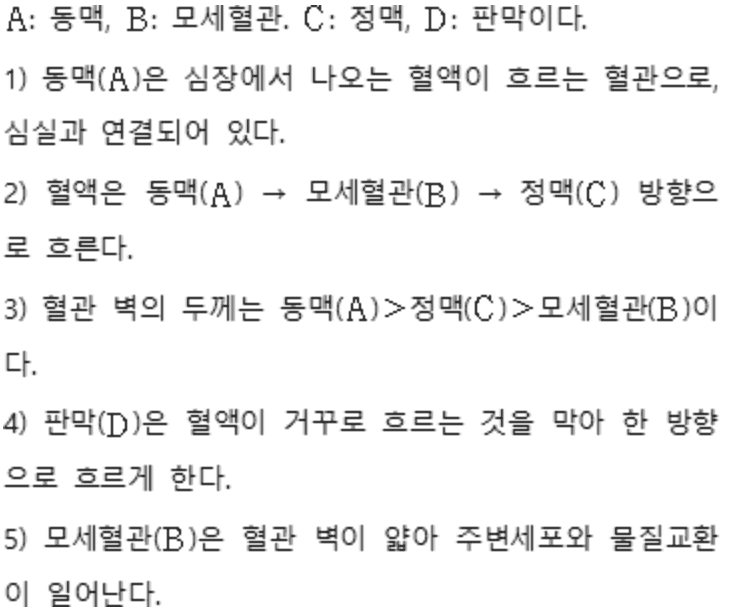 A: 동맥, B: 모세혈관. C: 정맥, D: 판막이다.
1) 동맥(A)은 심장에서 나오는 혈액이 흐르는 혈관으로,
심실과 연결되어 있다.
2) 혈액은 동맥(A) → 모세혈관(B) → 정맥(C) 방향으
로 흐른다.
3) 혈관 벽의 두께는 동맥(A)>정맥(C)>모세혈관(B)이
다.
4) 판막(D)은 혈액이 거꾸로 흐르는 것을 막아 한 방향
으로 흐르게 한다.
5) 모세혈관(B)은 혈관 벽이 얇아 주변세포와 물질교환
이 일어난다.